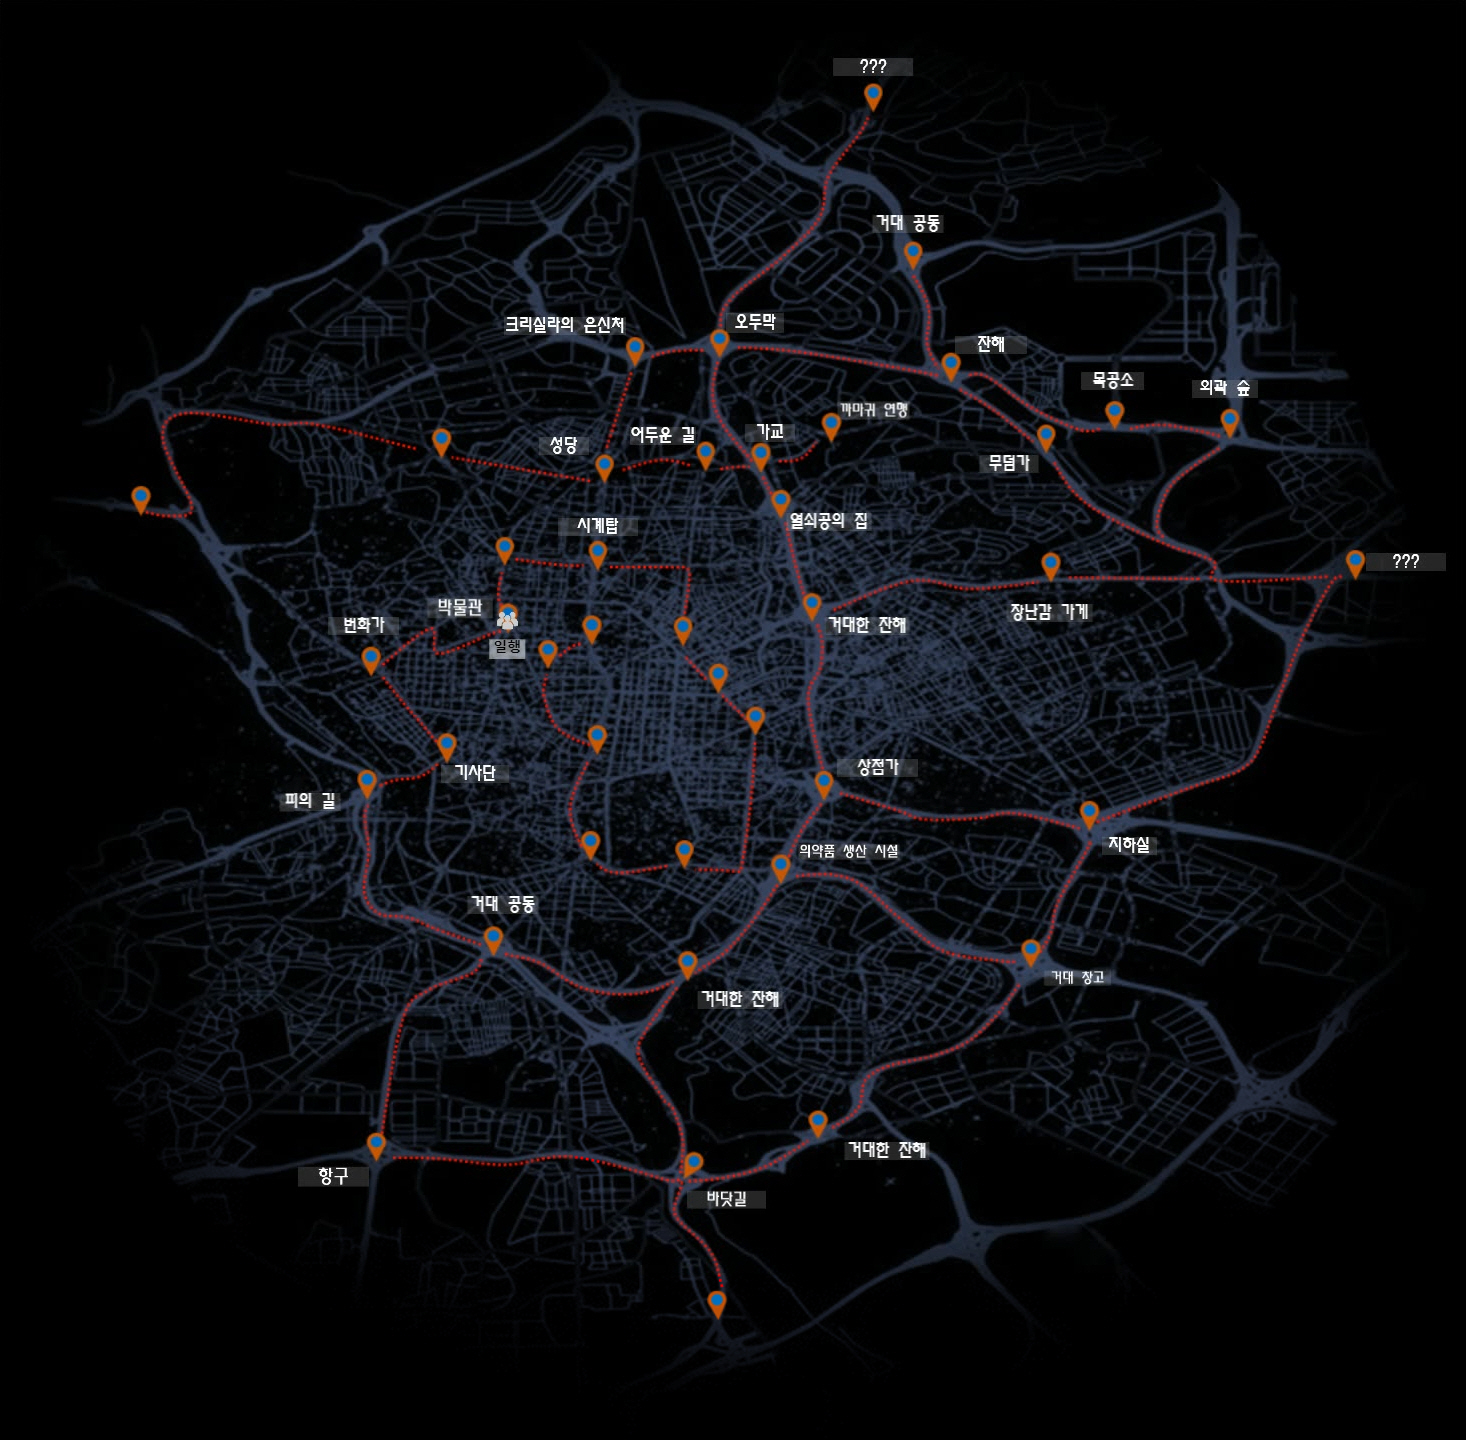 ???
거대 공동
크리실라의 은신처
오두막
잔해
목공소
외곽 숲
까마귀 연맹
성당
어두운 길
가교
무덤가
시계탑
열쇠공의 집
???
박물관
번화가
일행
거대한 잔해
장난감 가게
기사단
상점가
피의 길
의약품 생산 시설
지하실
거대 공동
거대한 잔해
거대 창고
거대한 잔해
항구
바닷길